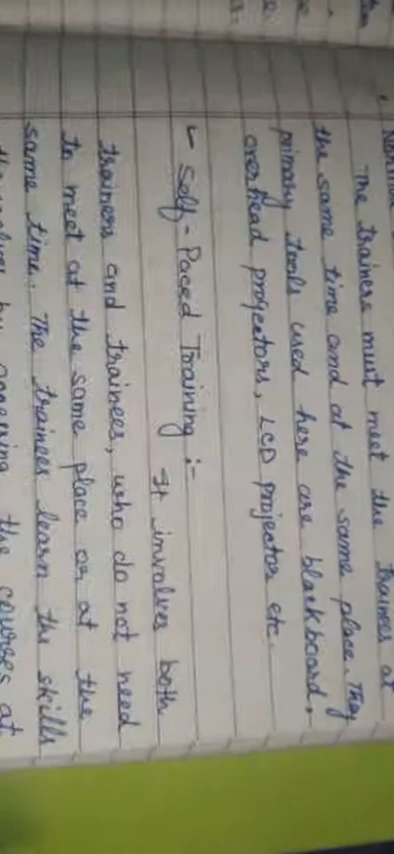 The trainers must meet the trainees at
the same time and at the same place. They
primary tools used here are blackboard,
overhead projectors, LCD projector etc.
- Self-Paced Training :-
It involves both
trainers and trainees, who do not need
to meet at the same place or at the
same time. The trainees learn the skills
the courses at